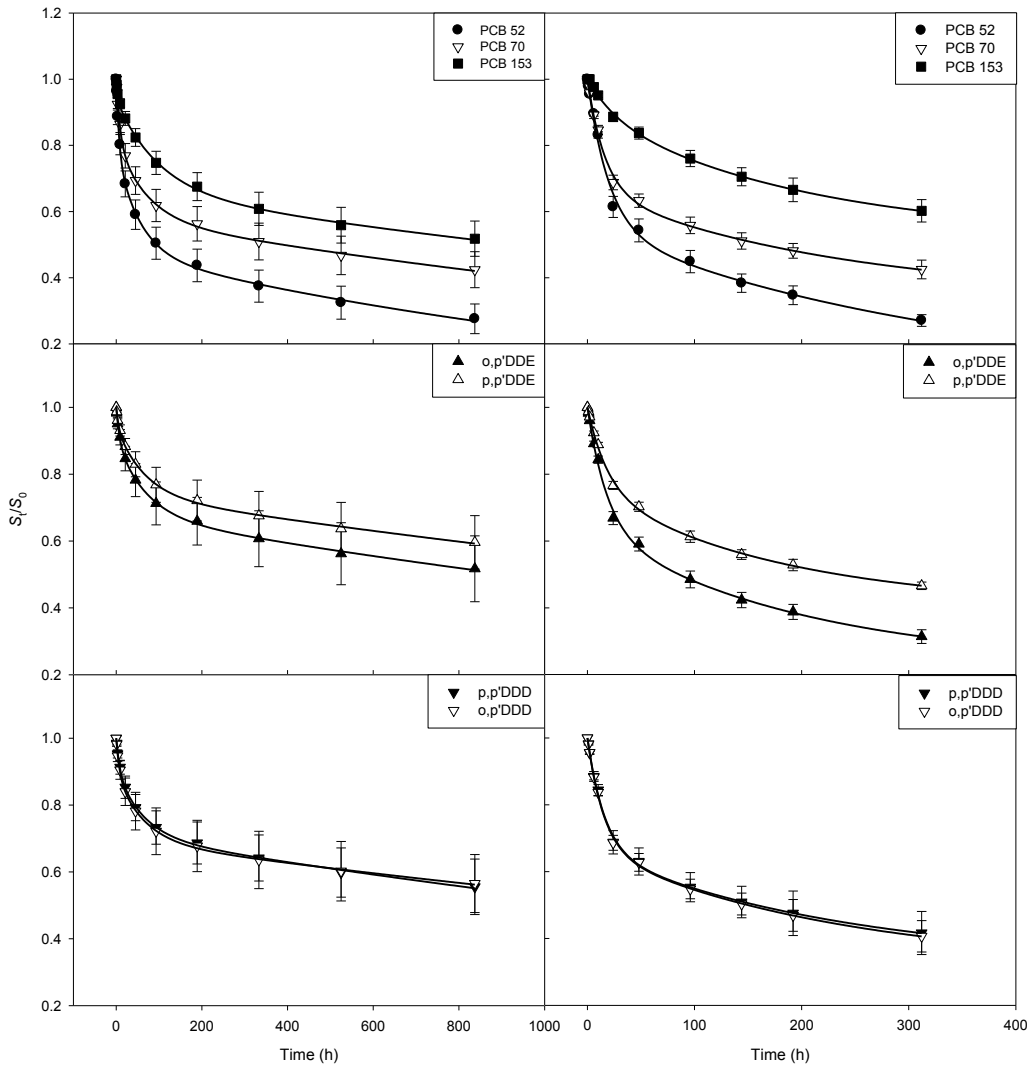 1.2
1.0
0.8
0.6
0.4
0.2
PCB 52
PCB 70
PCB 153
PCB 52
PCB 70
PCB 153
1.0
0.8
0.6
0.4
0.2
St/S0
o,p'DDE
p,p'DDE
o,p'DDE
p,p'DDE
1.0
0.8
0.6
0.4
0.2
p,p'DDD
o,p'DDD
p,p'DDD
o,p'DDD
0 200 400 600 800 1000
0 100 200 300 400
Time (h)
Time (h)